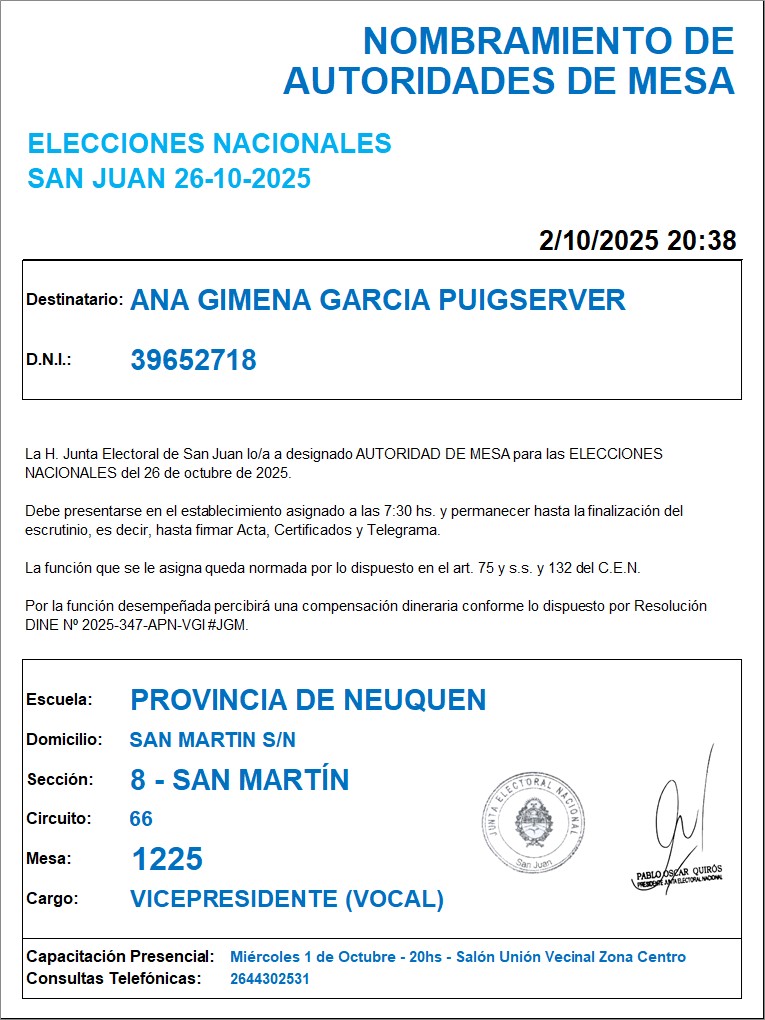 NOMBRAMIENTO DE
AUTORIDADES DE MESA
ELECCIONES NACIONALES
SAN JUAN 26-10-2025
2/10/2025 20:38
Destinatario: ANA GIMENA GARCIA PUIGSERVER
D.N.I.: 39652718
La H. Junta Electoral de San Juan lo/a a designado AUTORIDAD DE MESA para las ELECCIONES
NACIONALES del 26 de octubre de 2025.
Debe presentarse en el establecimiento asignado a las 7:30 hs. y permanecer hasta la finalización del
escrutinio, es decir, hasta firmar Acta, Certificados y Telegrama.
La función que se le asigna queda normada por lo dispuesto en el art. 75 y s.s. y 132 del C.E.N.
Por la función desempeñada percibirá una compensación dineraria conforme lo dispuesto por Resolución
DINE Nº 2025-347-APN-VGI#JGM.
Escuela: PROVINCIA DE NEUQUEN
Domicilio: SAN MARTIN S/N
Sección: 8 - SAN MARTÍN
Circuito: 66
Mesa: 1225
Cargo: VICEPRESIDENTE (VOCAL)
JUNTA ELECTORAL NACIONAL
San Juan
PABLO OSCAR QUIRÓS
PRESIDENTE JUNTA ELECTORAL NACIONAL
Capacitación Presencial: Miércoles 1 de Octubre - 20hs - Salón Unión Vecinal Zona Centro
Consultas Telefónicas: 2644302531